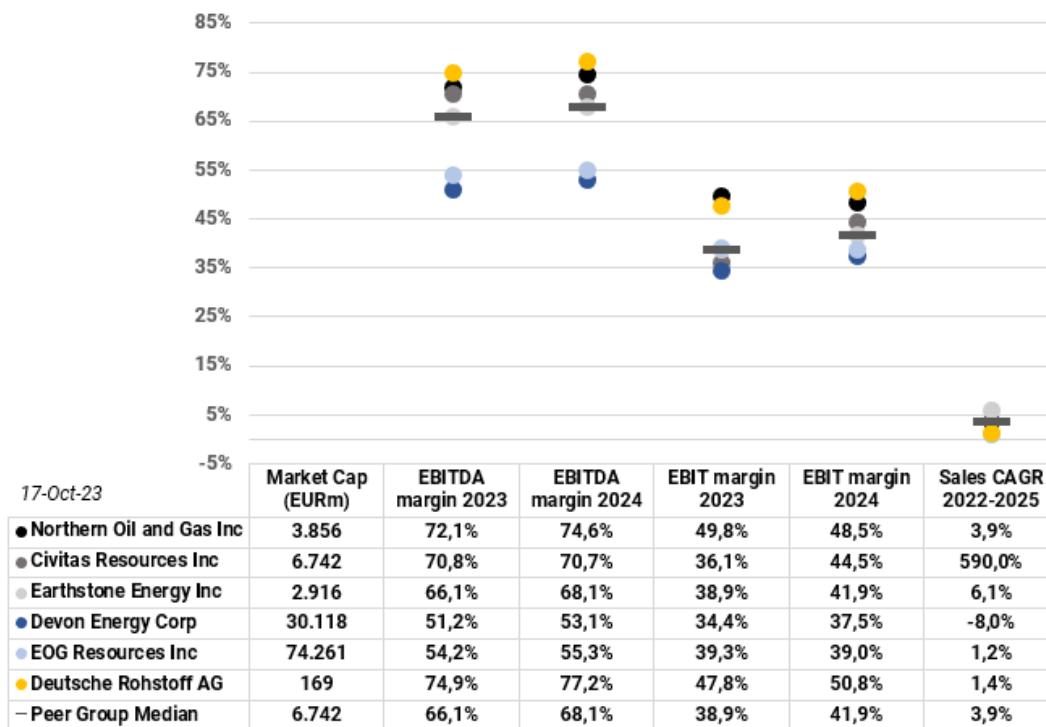 85%
75%
65%
55%
45%
35%
25%
15%
5%
-5%
17-Oct-23 Market Cap (EURm) EBITDA margin 2023 EBITDA margin 2024 EBIT margin 2023 EBIT margin 2024 Sales CAGR 2022-2025
Northern Oil and Gas Inc 3.856 72,1% 74,6% 49,8% 48,5% 3,9%
Civitas Resources Inc 6.742 70,8% 70,7% 36,1% 44,5% 590,0%
Earthstone Energy Inc 2.916 66,1% 68,1% 38,9% 41,9% 6,1%
Devon Energy Corp 30.118 51,2% 53,1% 34,4% 37,5% -8,0%
EOG Resources Inc 74.261 54,2% 55,3% 39,3% 39,0% 1,2%
Deutsche Rohstoff AG 169 74,9% 77,2% 47,8% 50,8% 1,4%
Peer Group Median 6.742 66,1% 68,1% 38,9% 41,9% 3,9%